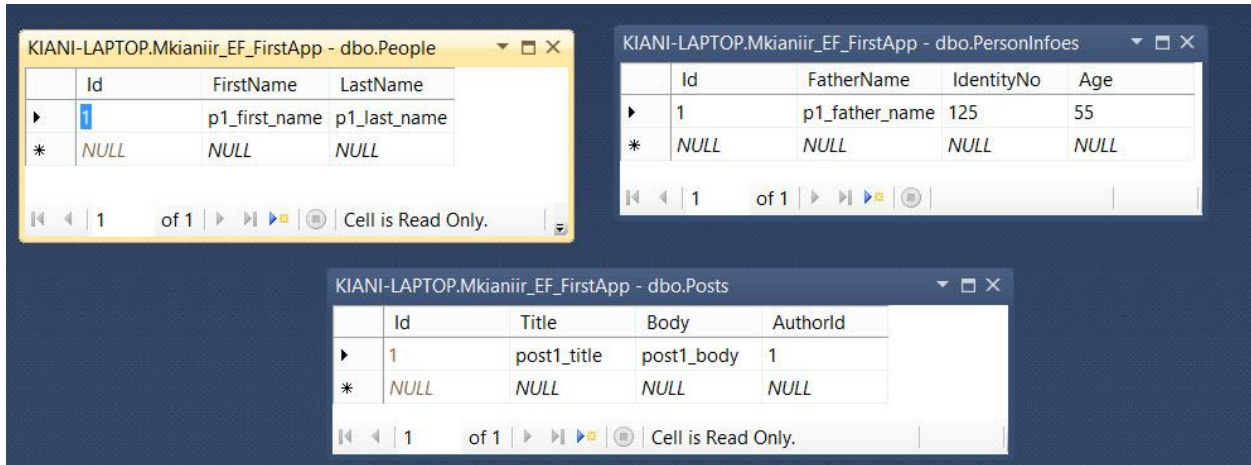 KIANI-LAPTOP.Mkianiir_EF_FirstApp - dbo.People
Id FirstName LastName
1 p1_first_name p1_last_name
NULL NULL NULL
1 of 1 Cell is Read Only.
KIANI-LAPTOP.Mkianiir_EF_FirstApp - dbo.PersonInfoes
Id FatherName IdentityNo Age
1 p1_father_name 125 55
NULL NULL NULL NULL
1 of 1
KIANI-LAPTOP.Mkianiir_EF_FirstApp - dbo.Posts
Id Title Body AuthorId
1 post1_title post1_body 1
NULL NULL NULL NULL
1 of 1 Cell is Read Only.